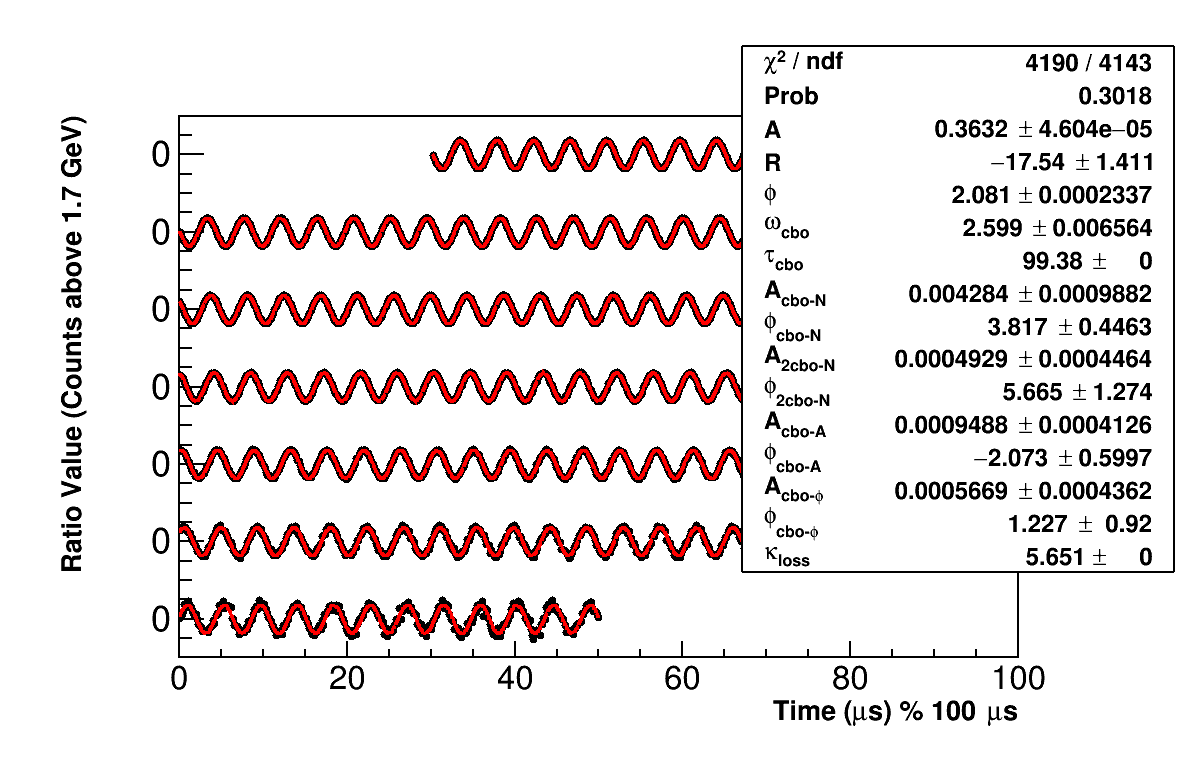 χ² / ndf 4190 / 4143
Prob 0.3018
A 0.3632 ± 4.604e−05
R −17.54 ± 1.411
ϕ 2.081 ± 0.0002337
ω_cbo 2.599 ± 0.006564
τ_cbo 99.38 ± 0
A_cbo-N 0.004284 ± 0.0009882
ϕ_cbo-N 3.817 ± 0.4463
A_2cbo-N 0.0004929 ± 0.0004464
ϕ_2cbo-N 5.665 ± 1.274
A_cbo-A 0.0009488 ± 0.0004126
ϕ_cbo-A −2.073 ± 0.5997
A_cbo-ϕ 0.0005669 ± 0.0004362
ϕ_cbo-ϕ 1.227 ± 0.92
κ_loss 5.651 ± 0
Ratio Value (Counts above 1.7 GeV)
0
0
0
0
0
0
0
0 20 40 60 80 100
Time (μs) % 100 μs